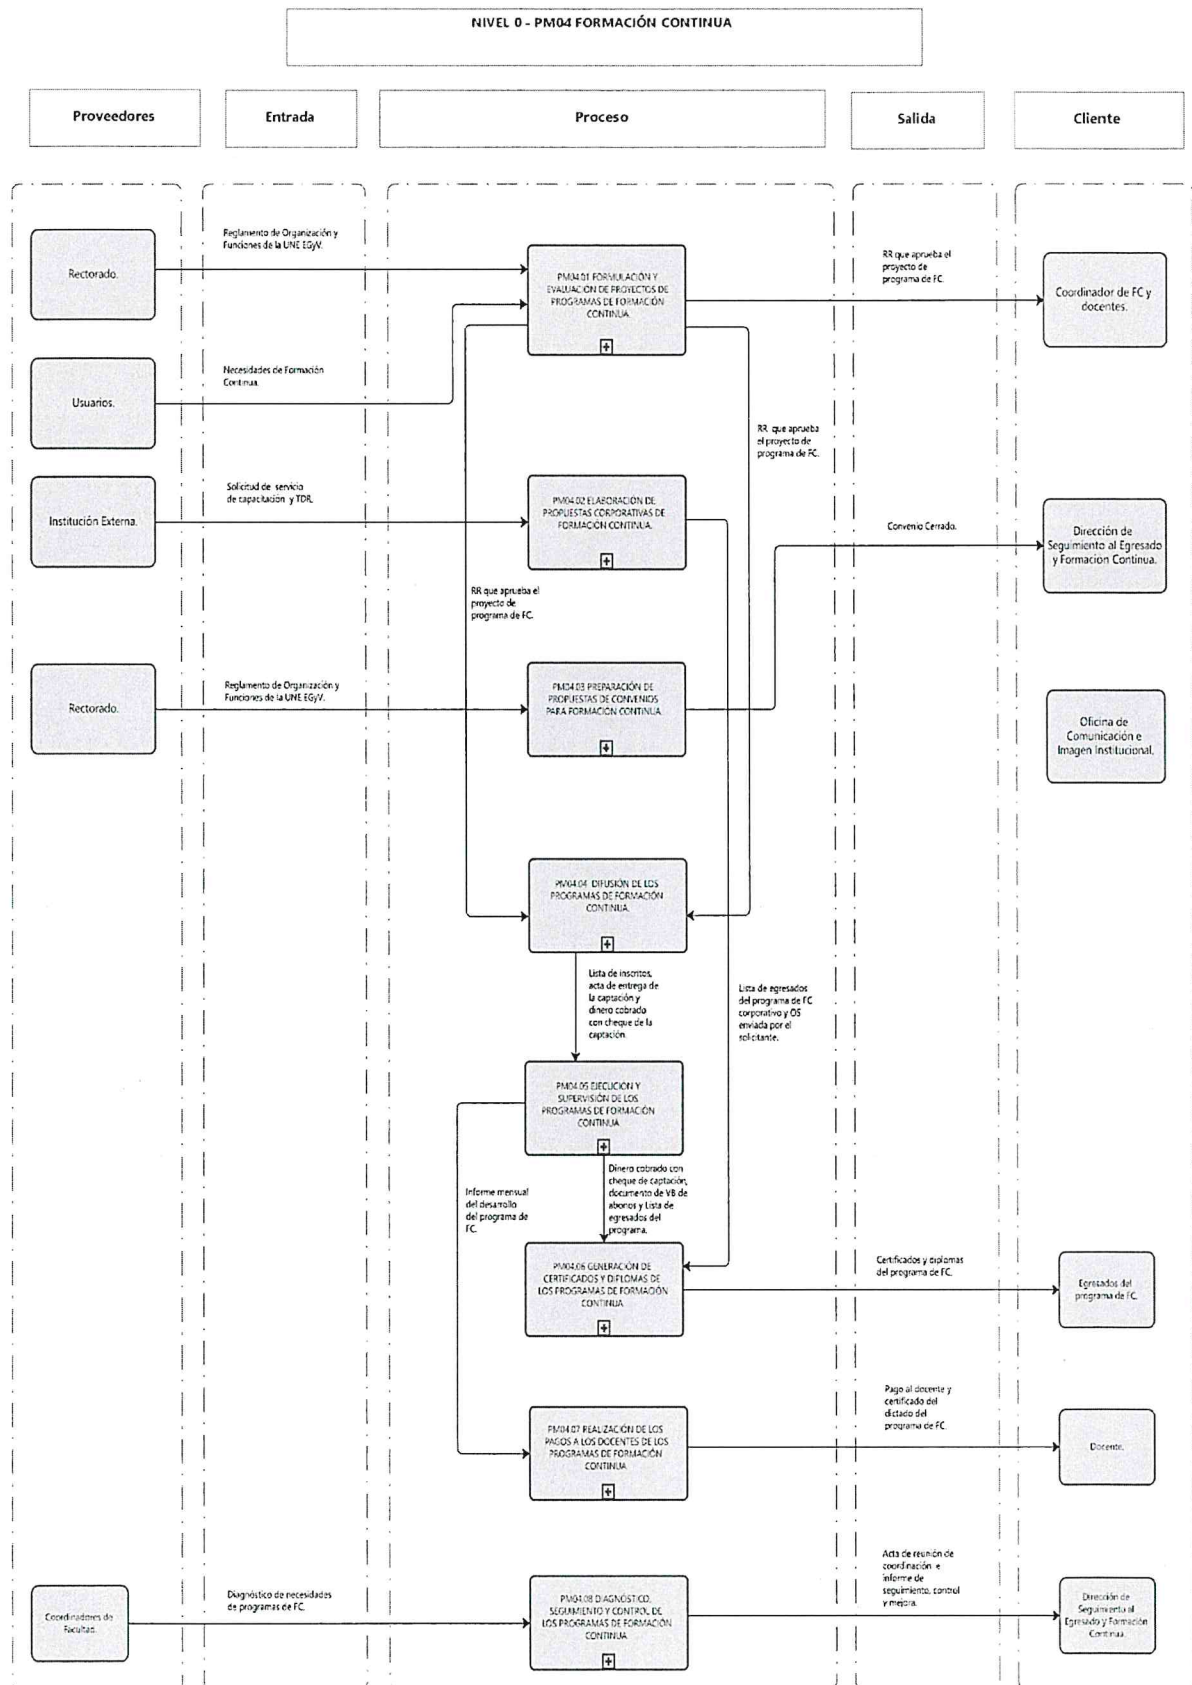 NIVEL 0 - PM04 FORMACIÓN CONTINUA
Proveedores
Entrada
Proceso
Salida
Cliente
Rectorado.
Reglamento de Organización y
Funciones de la UNE EGyV.
PM04.01 FORMULACIÓN Y
EVALUACIÓN DE PROYECTOS DE
PROGRAMAS DE FORMACIÓN
CONTINUA.
RR que aprueba el
proyecto de
programa de FC.
Coordinador de FC y
docentes.
Usuarios.
Necesidades de Formación
Continua.
RR que aprueba
el proyecto de
programa de FC.
Institución Externa.
Solicitud de servicio
de capacitación y TDR.
PM04.02 ELABORACIÓN DE
PROPUESTAS CORPORATIVAS DE
FORMACIÓN CONTINUA.
Convenio Cerrado.
Dirección de
Seguimiento al Egresado
y Formación Continua.
RR que aprueba el
proyecto de
programa de FC.
Rectorado.
Reglamento de Organización y
Funciones de la UNE EGyV.
PM04.03 PREPARACIÓN DE
PROPUESTAS DE CONVENIOS
PARA FORMACIÓN CONTINUA.
Oficina de
Comunicación e
Imagen Institucional.
PM04.04 DIFUSIÓN DE LOS
PROGRAMAS DE FORMACIÓN
CONTINUA.
Lista de inscritos,
acta de entrega de
la captación y
dinero cobrado
con cheque de la
captación.
Lista de egresados
del programa de FC
corporativo y OS
enviada por el
solicitante.
PM04.05 EJECUCIÓN Y
SUPERVISIÓN DE LOS
PROGRAMAS DE FORMACIÓN
CONTINUA
Informe mensual
del desarrollo
del programa de
FC.
Dinero cobrado con
cheque de captación,
documento de VB de
abonos y Lista de
egresados del
programa.
PM04.06 GENERACIÓN DE
CERTIFICADOS Y DIPLOMAS DE
LOS PROGRAMAS DE FORMACIÓN
CONTINUA
Certificados y diplomas
del programa de FC.
Egresados del
programa de FC.
PM04.07 REALIZACIÓN DE LOS
PAGOS A LOS DOCENTES DE LOS
PROGRAMAS DE FORMACIÓN
CONTINUA.
Pago al docente y
certificado del
dictado del
programa de FC.
Docente.
Coordinadores de
Facultad.
Diagnóstico de necesidades
de programas de FC.
PM04.08 DIAGNÓSTICO,
SEGUIMIENTO Y CONTROL DE
LOS PROGRAMAS DE FORMACIÓN
CONTINUA
Acta de reunión de
coordinación e
informe de
seguimiento, control
y mejora.
Dirección de
Seguimiento al
Egresado y Formación
Continua.